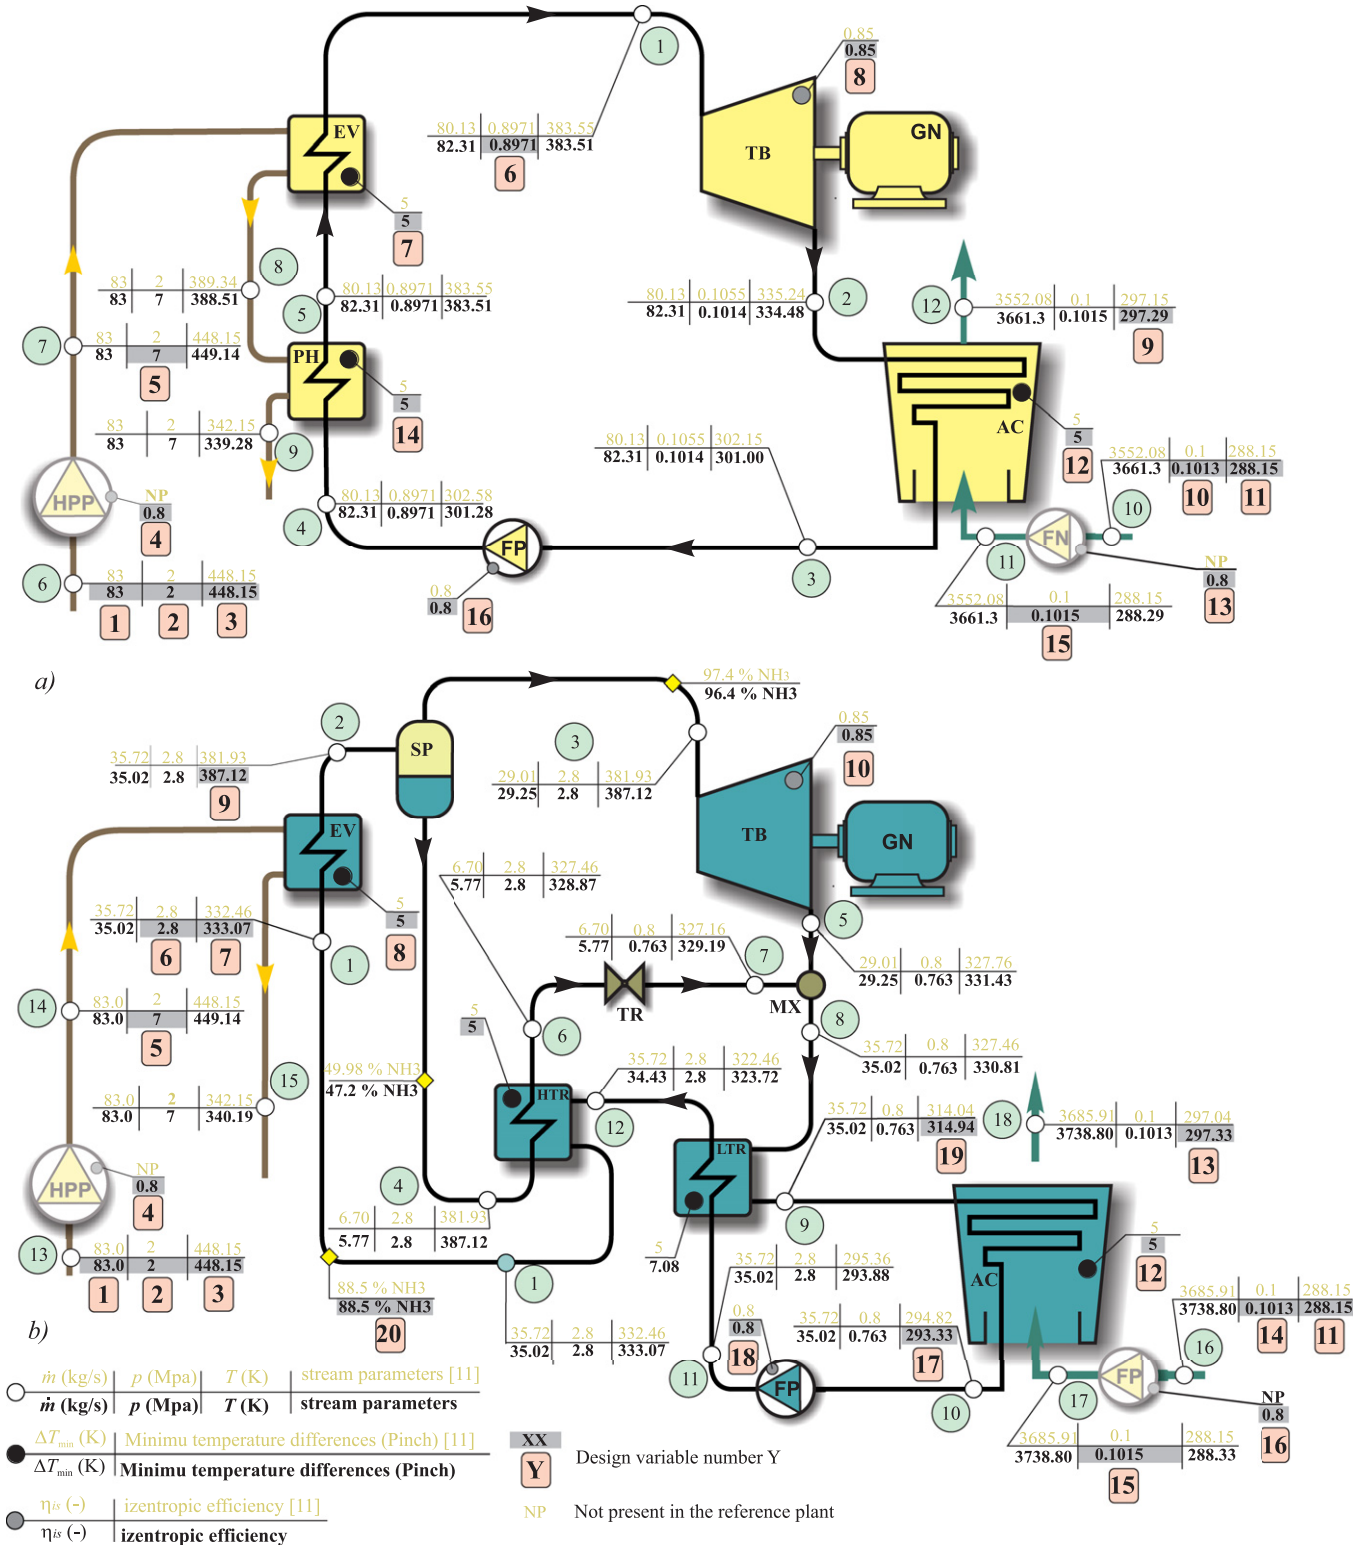 1
0.85
0.85
8
EV
GN
TB
80.13 0.8971 383.55
82.31 0.8971 383.51
6
5
5
7
8
83 2 389.34
83 7 388.51
5
80.13 0.8971 383.55
82.31 0.8971 383.51
80.13 0.1055 335.24
82.31 0.1014 334.48
2
12
3552.08 0.1 297.15
3661.3 0.1015 297.29
9
7
83 2 448.15
83 7 449.14
5
PH
5
5
14
AC
5
5
12
83 2 342.15
83 7 339.28
9
80.13 0.1055 302.15
82.31 0.1014 301.00
3552.08 0.1 288.15
3661.3 0.1013 288.15
10 11
HPP
NP
0.8
4
4
80.13 0.8971 302.58
82.31 0.8971 301.28
FP
0.8
0.8
16
3
FN
10
11
NP
0.8
13
6
83 2 448.15
83 2 448.15
1 2 3
3552.08 0.1 288.15
3661.3 0.1015 288.29
15
a)
97.4 % NH3
96.4 % NH3
2
SP
3
0.85
0.85
10
35.72 2.8 381.93
35.02 2.8 387.12
9
29.01 2.8 381.93
29.25 2.8 387.12
EV
TB
GN
6.70 2.8 327.46
5.77 2.8 328.87
5
5
8
35.72 2.8 332.46
35.02 2.8 333.07
6 7
1
6.70 0.8 327.16
5.77 0.763 329.19
7
5
29.01 0.8 327.76
29.25 0.763 331.43
14
83.0 2 448.15
83.0 7 449.14
5
TR
MX
5
5
6
8
35.72 0.8 327.46
35.02 0.763 330.81
15
49.98 % NH3
47.2 % NH3
35.72 2.8 322.46
34.43 2.8 323.72
HTR
12
83.0 2 342.15
83.0 7 340.19
35.72 0.8 314.04
35.02 0.763 314.94
19
18
3685.91 0.1 297.04
3738.80 0.1013 297.33
13
LTR
HPP
NP
0.8
4
4
9
6.70 2.8 381.93
5.77 2.8 387.12
13
83.0 2 448.15
83.0 2 448.15
1 2 3
5
7.08
AC
5
5
12
1
88.5 % NH3
88.5 % NH3
20
35.72 2.8 295.36
35.02 2.8 293.88
35.72 2.8 332.46
35.02 2.8 333.07
0.8
0.8
18
35.72 0.8 294.82
35.02 0.763 293.33
17
3685.91 0.1 288.15
3738.80 0.1013 288.15
14 11
b)
11
FP
10
17
FP
16
NP
0.8
16
3685.91 0.1 288.15
3738.80 0.1015 288.33
15
ṁ (kg/s) p (Mpa) T (K) stream parameters [11]
ṁ (kg/s) p (Mpa) T (K) stream parameters
ΔTmin (K) Minimu temperature differences (Pinch) [11]
ΔTmin (K) Minimu temperature differences (Pinch)
XX
Y
Design variable number Y
ηis (-) izentropic efficiency [11]
ηis (-) izentropic efficiency
NP Not present in the reference plant